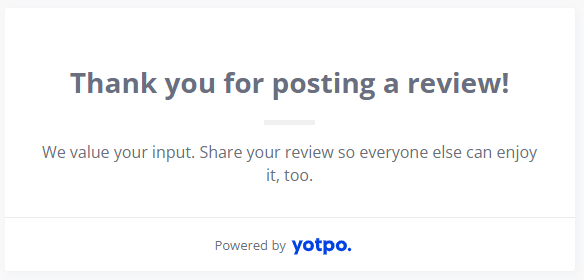 Thank you for posting a review!
We value your input. Share your review so everyone else can enjoy
it, too.
Powered by yotpo.